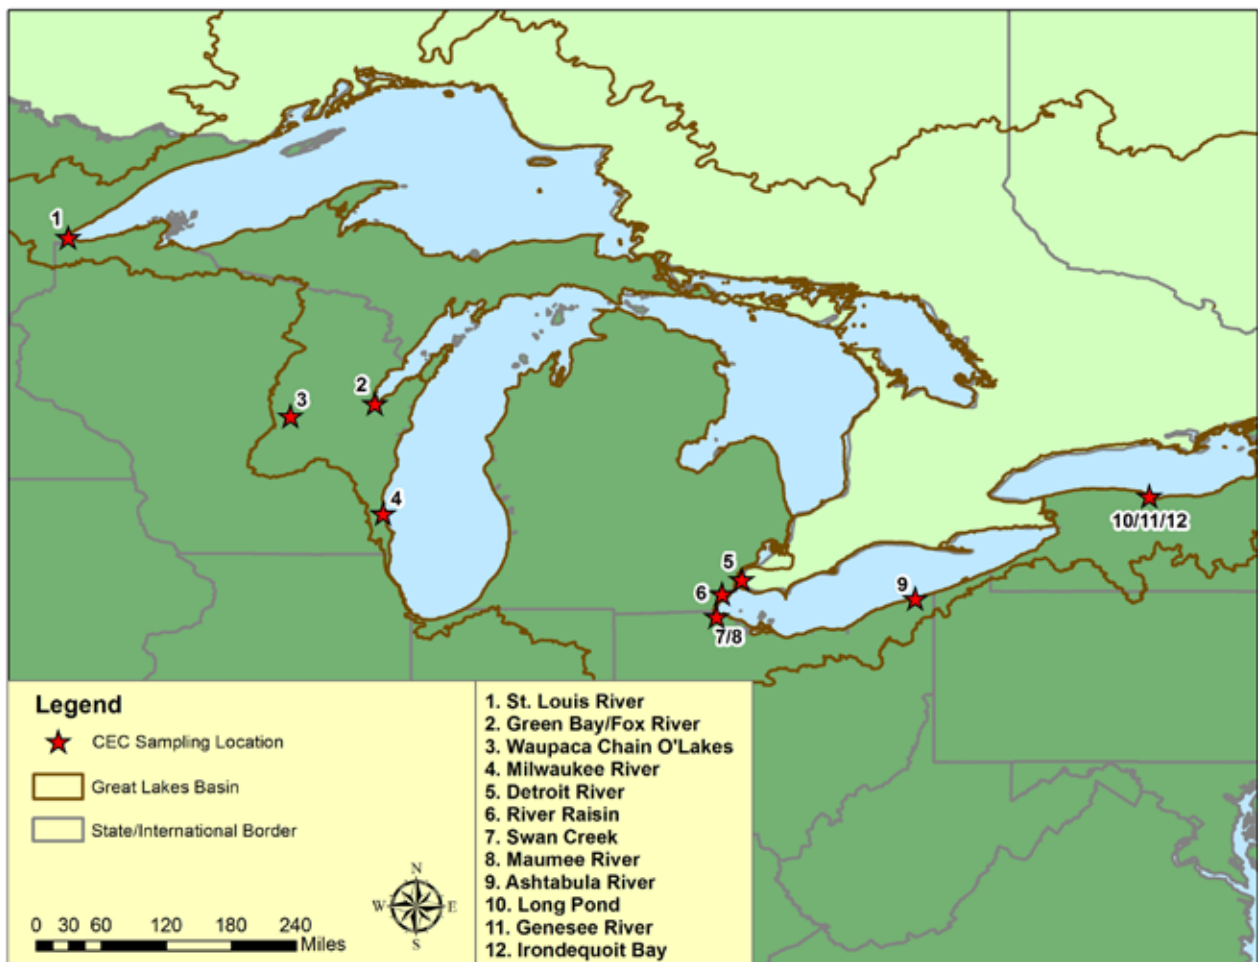 1
2
3
4
10/11/12
5
6
9
7/8
Legend
CEC Sampling Location
Great Lakes Basin
State/International Border
N
W E
S
0 30 60 120 180 240
Miles
1. St. Louis River
2. Green Bay/Fox River
3. Waupaca Chain O'Lakes
4. Milwaukee River
5. Detroit River
6. River Raisin
7. Swan Creek
8. Maumee River
9. Ashtabula River
10. Long Pond
11. Genesee River
12. Irondequoit Bay